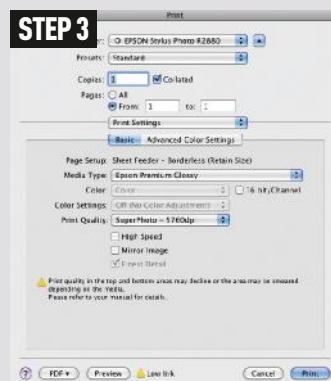 Print
STEP 3
EPSON Stylus Photo R2880
Presets: Standard
Copies: 1 Collated
Pages: All
From: 1 to: 1
Print Settings
Basic Advanced Color Settings
Page Setup: Sheet Feeder - Borderless (Retain Size)
Media Type: Epson Premium Glossy
Color: Color 16 bit/Channel
Color Settings: Off (No Color Adjustment)
Print Quality: SuperPhoto - 5760dp
High Speed
Mirror Image
Finest Detail
Print quality in the top and bottom areas may decline or the area may be smeared
depending on the media.
Please refer to your manual for details.
? PDF Preview Low Ink Cancel Print